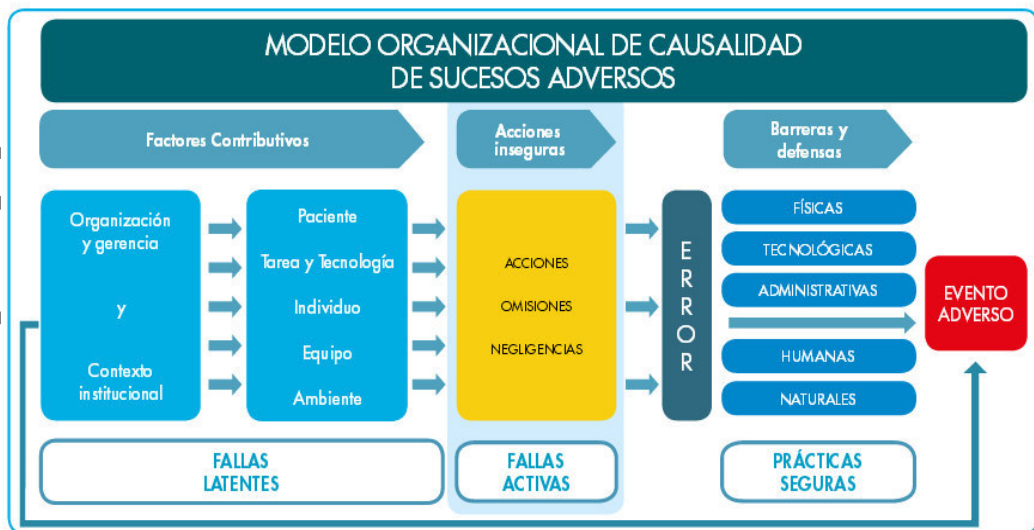 MODELO ORGANIZACIONAL DE CAUSALIDAD
DE SUCESOS ADVERSOS
Factores Contributivos
Acciones
inseguras
Barreras y
defensas
Organización
y gerencia
y
Contexto
institucional
Paciente
Tarea y Tecnología
Individuo
Equipo
Ambiente
ACCIONES
OMISIONES
NEGLIGENCIAS
ERROR
FÍSICAS
TECNOLÓGICAS
ADMINISTRATIVAS
HUMANAS
NATURALES
EVENTO
ADVERSO
FALLAS
LATENTES
FALLAS
ACTIVAS
PRÁCTICAS
SEGURAS